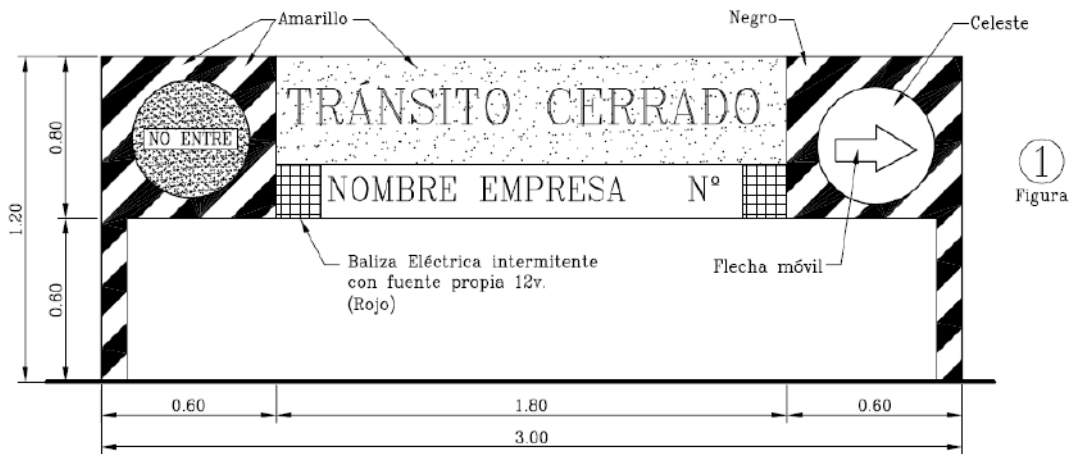 Amarillo
Negro
Celeste
TRÁNSITO CERRADO
NO ENTRE
NOMBRE EMPRESA Nº
1
Figura
0.80
1.20
0.60
Baliza Eléctrica intermitente
con fuente propia 12v.
(Rojo)
Flecha móvil
0.60
1.80
0.60
3.00